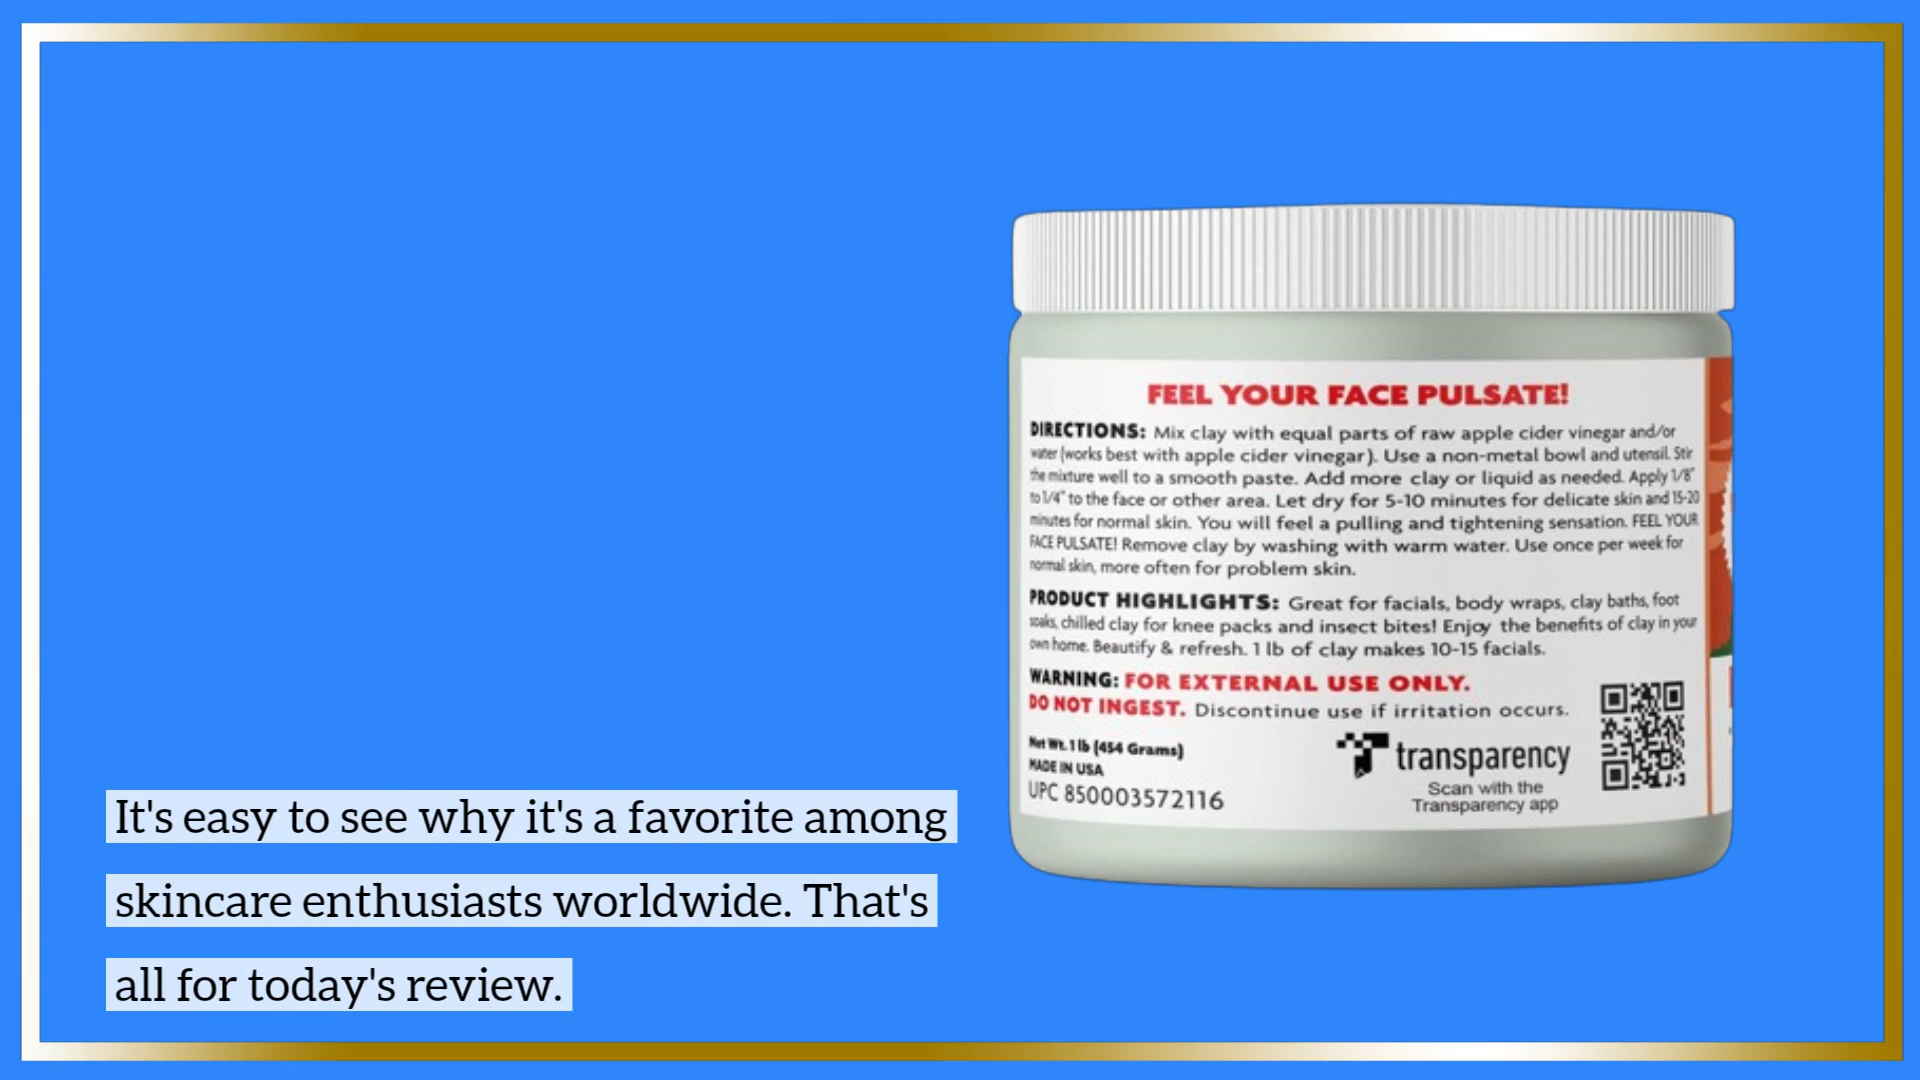 FEEL YOUR FACE PULSATE!
DIRECTIONS: Mix clay with equal parts of raw apple cider vinegar and/or
water (works best with apple cider vinegar). Use a non-metal bowl and utensil. Stir
the mixture well to a smooth paste. Add more clay or liquid as needed. Apply 1/8"
to 1/4" to the face or other area. Let dry for 5-10 minutes for delicate skin and 15-20
minutes for normal skin. You will feel a pulling and tightening sensation. FEEL YOUR
FACE PULSATE! Remove clay by washing with warm water. Use once per week for
normal skin, more often for problem skin.
PRODUCT HIGHLIGHTS: Great for facials, body wraps, clay baths, foot
soaks, chilled clay for knee packs and insect bites! Enjoy the benefits of clay in your
own home. Beautify & refresh. 1 lb of clay makes 10-15 facials.
WARNING: FOR EXTERNAL USE ONLY.
DO NOT INGEST. Discontinue use if irritation occurs.
Net Wt. 1 lb (454 Grams)
MADE IN USA
UPC 850003572116
transparency
Scan with the
Transparency app
It's easy to see why it's a favorite among
skincare enthusiasts worldwide. That's
all for today's review.